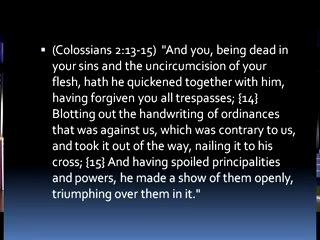 ▪ (Colossians 2:13-15) "And you, being dead in
your sins and the uncircumcision of your
flesh, hath he quickened together with him,
having forgiven you all trespasses; {14}
Blotting out the handwriting of ordinances
that was against us, which was contrary to us,
and took it out of the way, nailing it to his
cross; {15} And having spoiled principalities
and powers, he made a show of them openly,
triumphing over them in it."